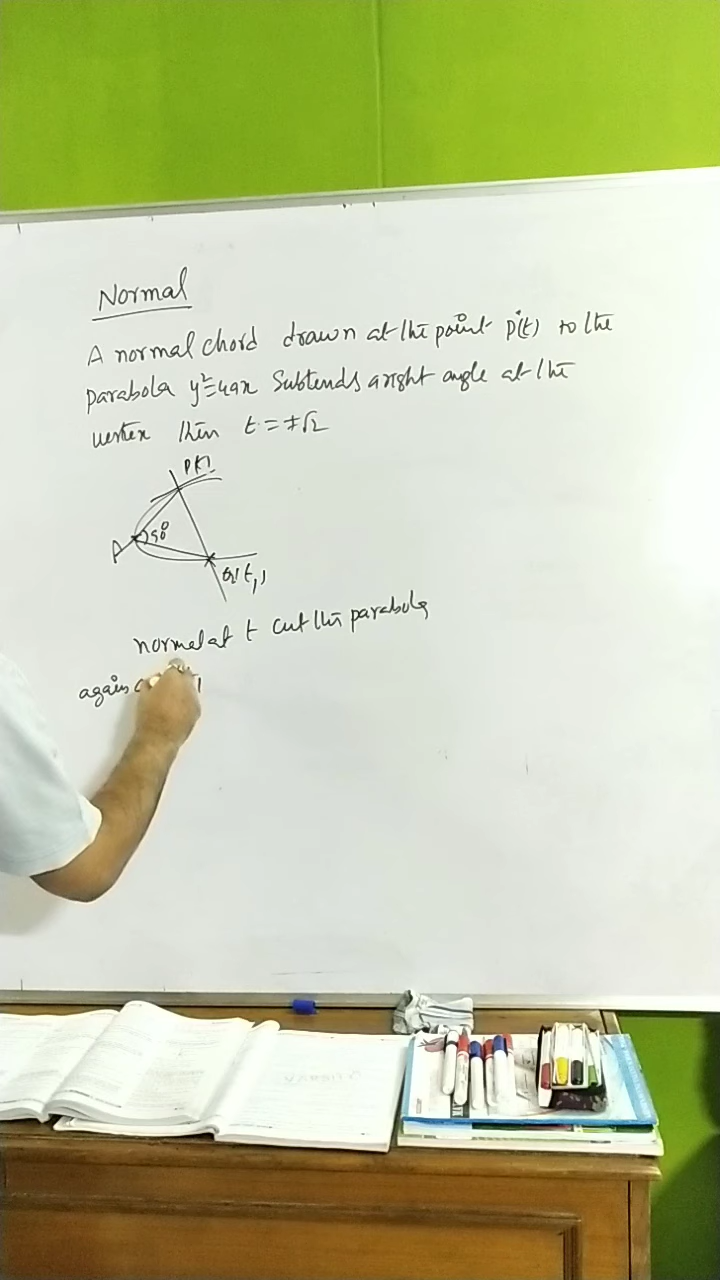 Normal
A normal chord drawn at the point P(t) to the
parabola y²=4ax Subtends aright angle at the
vertex then t = ±√2
P(t)
A
90°
Q(t₁)
normal at t cut the parabola
again